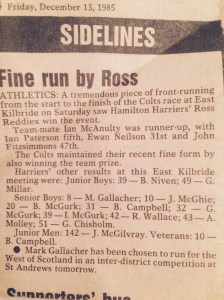 Friday, December 13, 1985
SIDELINES
Fine run by Ross
ATHLETICS: A tremendous piece of front-running
from the start to the finish of the Colts race at East
Kilbride on Saturday saw Hamilton Harriers' Ross
Reddiex win the event.
Team-mate Ian McAnulty was runner-up, with
Ian Paterson fifth, Ewan Neilson 31st and John
Fitzsimmons 47th.
The Colts maintained their recent fine form by
also winning the team prize.
Harriers' other results at this East Kilbride
meeting were: Junior Boys: 39 — B. Niven; 49 — G.
Millar.
Senior Boys: 8 — M. Gallacher; 10 — J. McGhie;
20 — B. McGurk; 31 — B. Campbell; 32 — G.
McGurk; 39 — L. McGurk; 42 — R. Wallace; 43 — A.
Molley; 51 — G. Chisholm.
Junior Men: 142 — J. McGilvray. Veterans: 10 —
B. Campbell.
● Mark Gallacher has been chosen to run for the
West of Scotland in an inter-district competition at
St Andrews tomorrow.
Supporters' bus